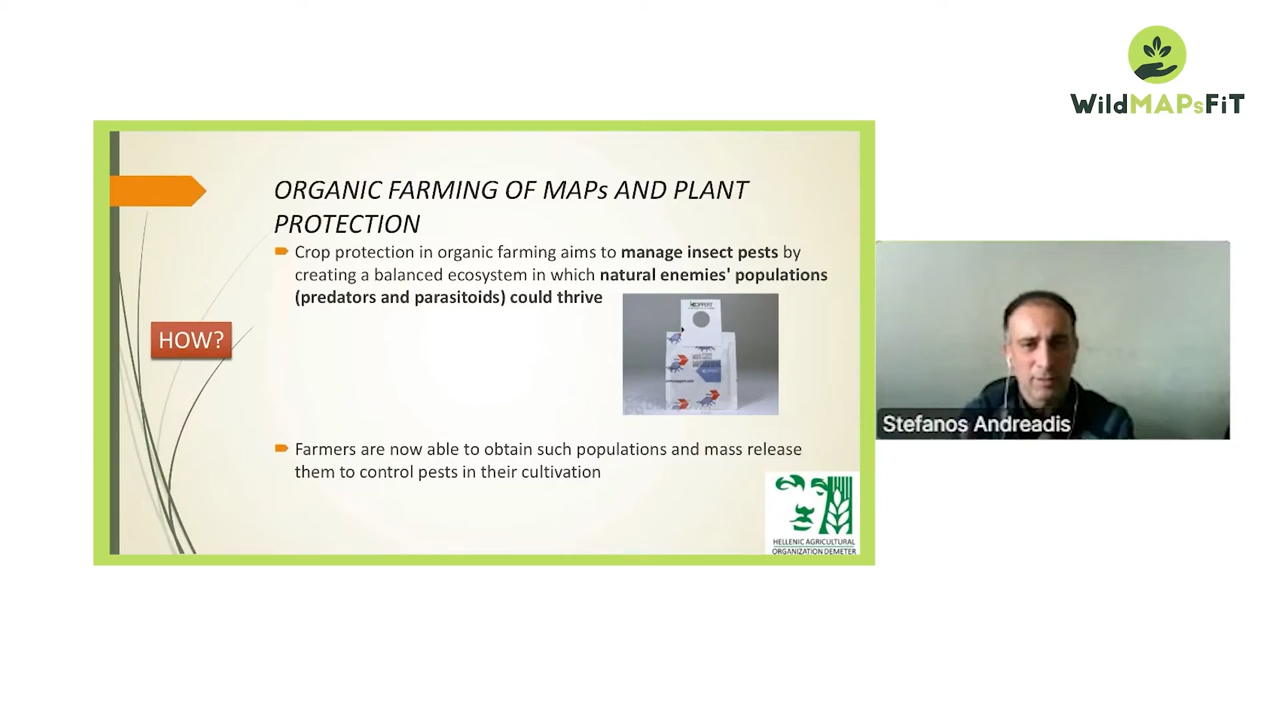 WildMAPsFiT
ORGANIC FARMING OF MAPs AND PLANT
PROTECTION
Crop protection in organic farming aims to manage insect pests by
creating a balanced ecosystem in which natural enemies' populations
(predators and parasitoids) could thrive
HOW?
KOPPERT
Farmers are now able to obtain such populations and mass release
them to control pests in their cultivation
HELLENIC AGRICULTURAL
ORGANIZATION DEMETER
Stefanos Andreadis